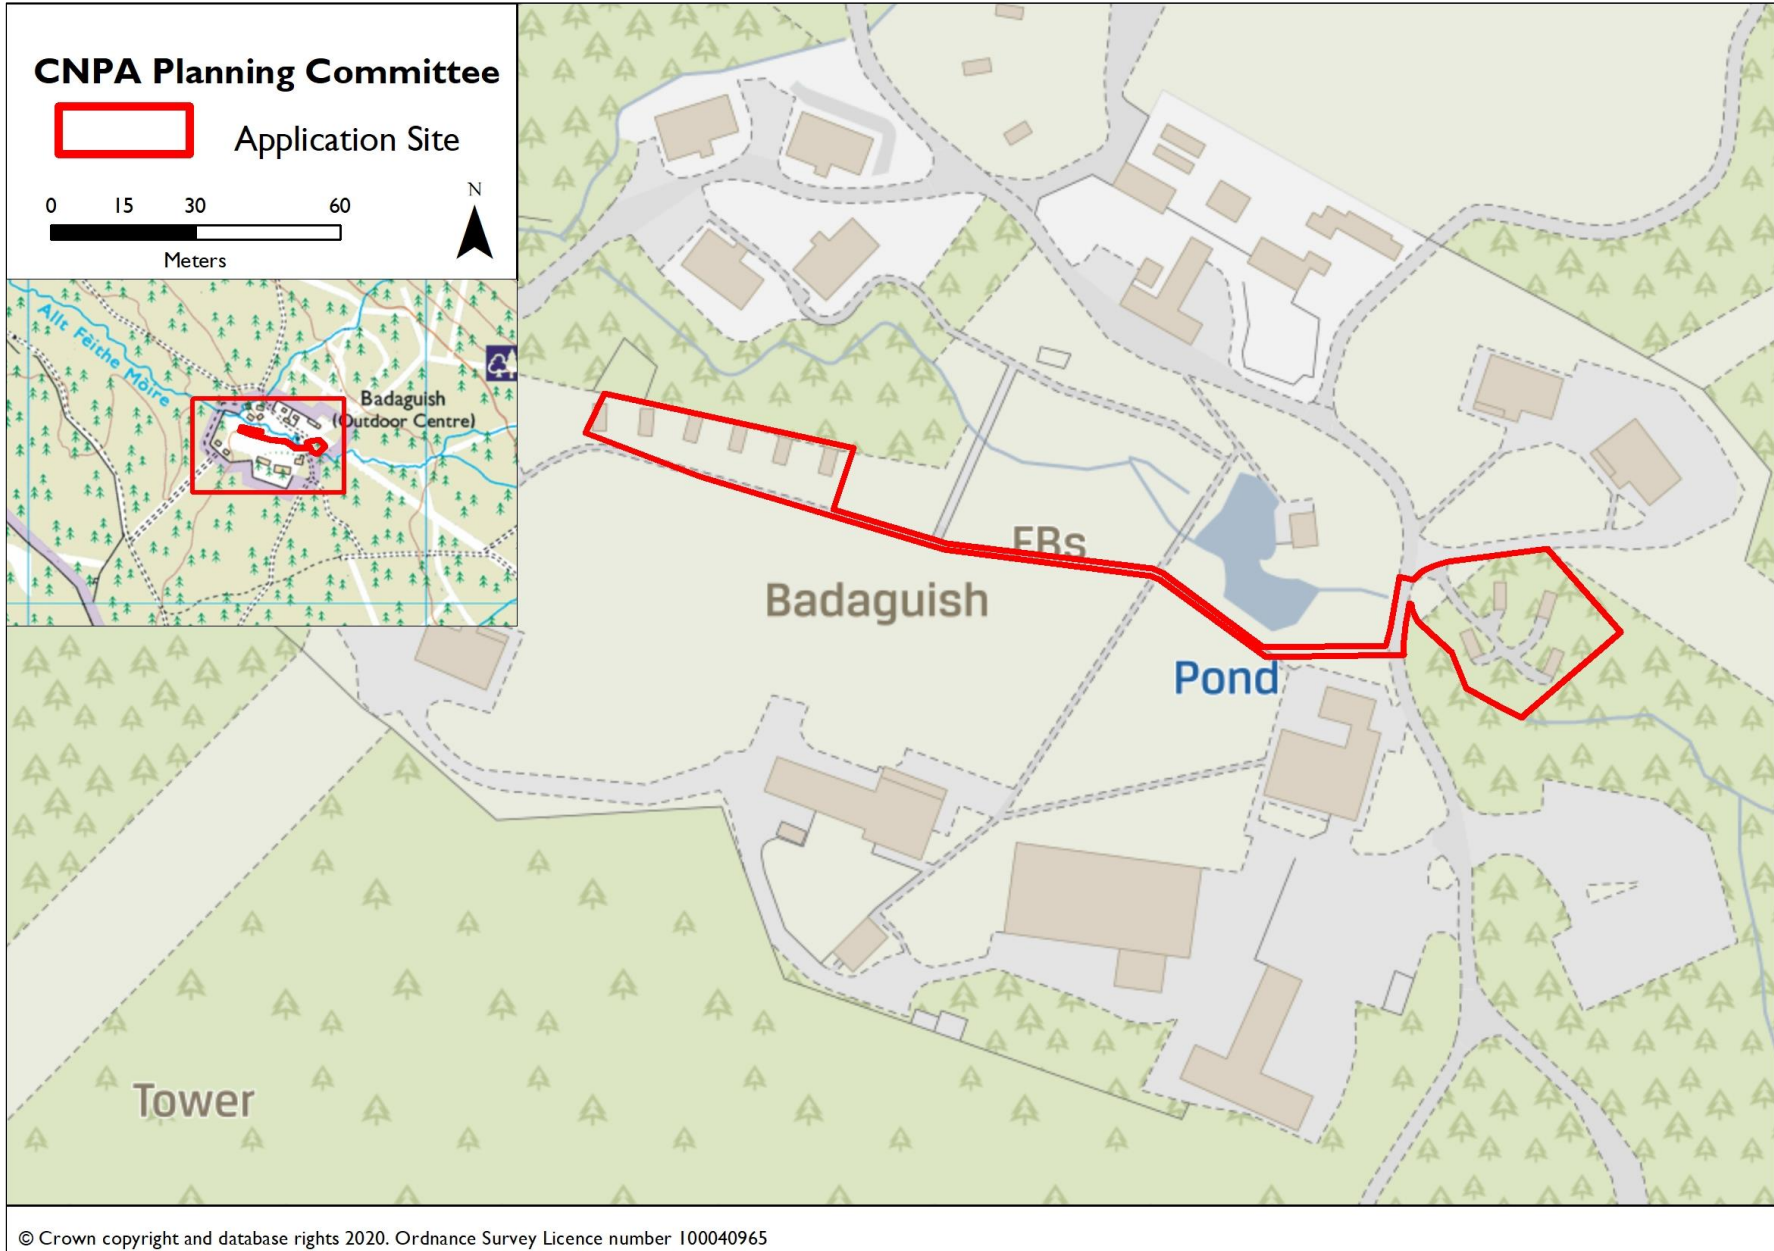 CNPA Planning Committee
Application Site
0 15 30 60
Meters
N
Allt Fèithe Mòire
Badaguish
(Outdoor Centre)
FBs
Badaguish
Pond
Tower
© Crown copyright and database rights 2020. Ordnance Survey Licence number 100040965